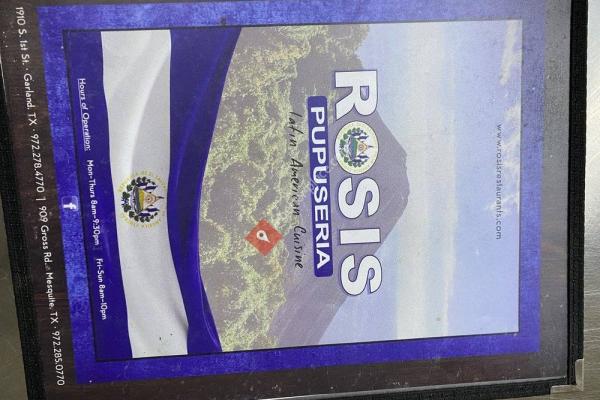 www.rosisrestaurants.com
ROSIS
PUPUSERIA
Latin American Cuisine
Hours of Operation: Mon-Thurs 8am-9:30pm Fri-Sun 8am-10pm
1910 S. 1st St. · Garland, TX · 972.278.4770 | 909 Gross Rd. · Mesquite, TX · 972.285.0770